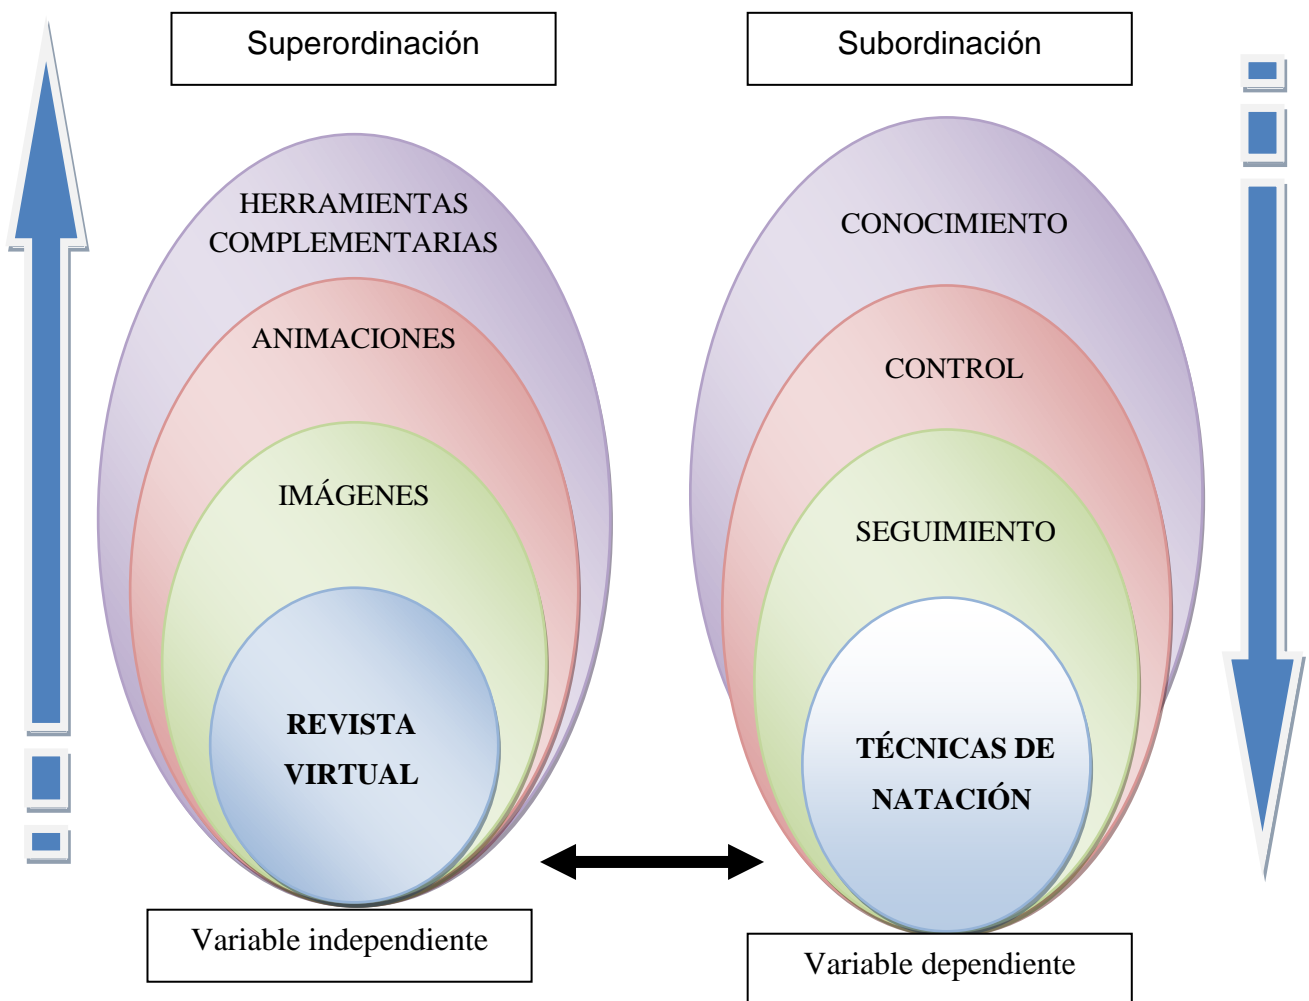 Superordinación
Subordinación
HERRAMIENTAS
COMPLEMENTARIAS
ANIMACIONES
IMÁGENES
REVISTA
VIRTUAL
Variable independiente
CONOCIMIENTO
CONTROL
SEGUIMIENTO
TÉCNICAS DE
NATACIÓN
Variable dependiente